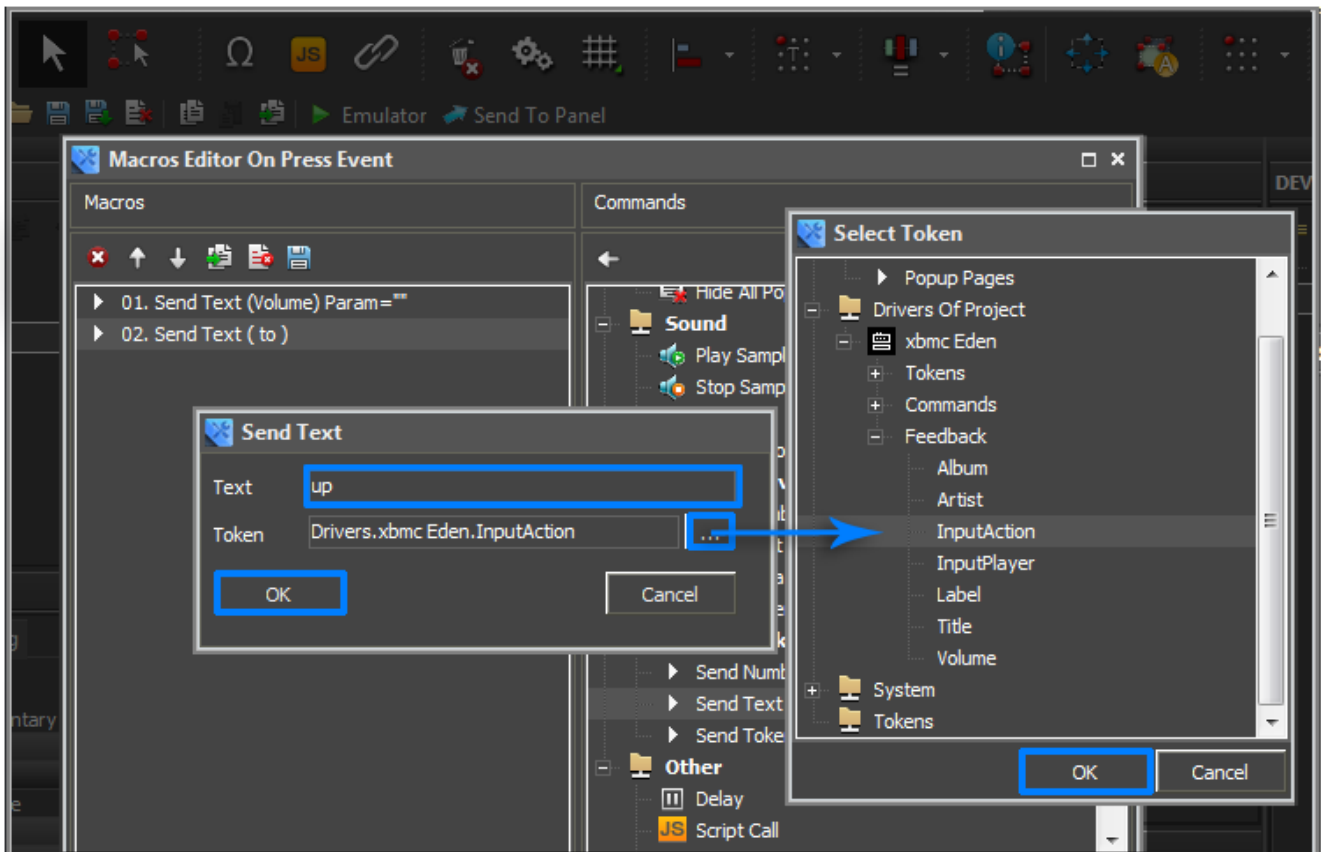 JS
Emulator Send To Panel
Macros Editor On Press Event
DEV
Macros
Commands
01. Send Text (Volume) Param=""
02. Send Text ( to )
Hide All Po
Sound
Play Sampl
Stop Samp
Send Numb
Send Text
Send Toke
Other
Delay
JS Script Call
Send Text
Text up
Token Drivers.xbmc Eden.InputAction ...
OK Cancel
Select Token
Popup Pages
Drivers Of Project
xbmc Eden
Tokens
Commands
Feedback
Album
Artist
InputAction
InputPlayer
Label
Title
Volume
System
Tokens
OK Cancel
ntary